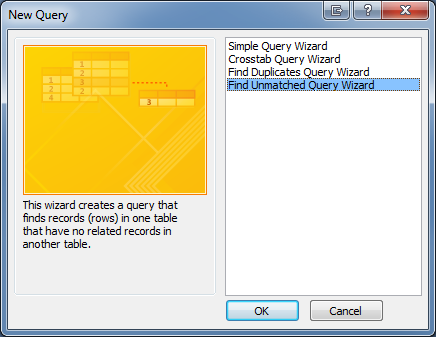 New Query
Simple Query Wizard
Crosstab Query Wizard
Find Duplicates Query Wizard
Find Unmatched Query Wizard
1
2
4
1
2
3
2
3
This wizard creates a query that
finds records (rows) in one table
that have no related records in
another table.
OK
Cancel